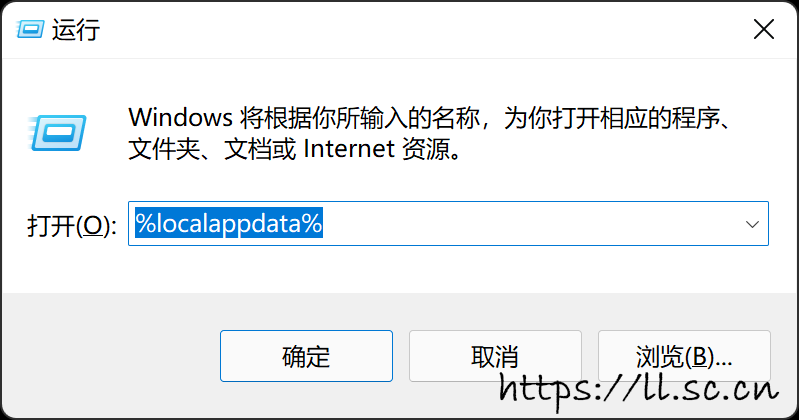 运行
Windows 将根据你所输入的名称，为你打开相应的程序、
文件夹、文档或 Internet 资源。
打开(O): %localappdata%
确定 取消 浏览(B)...
https://ll.sc.cn